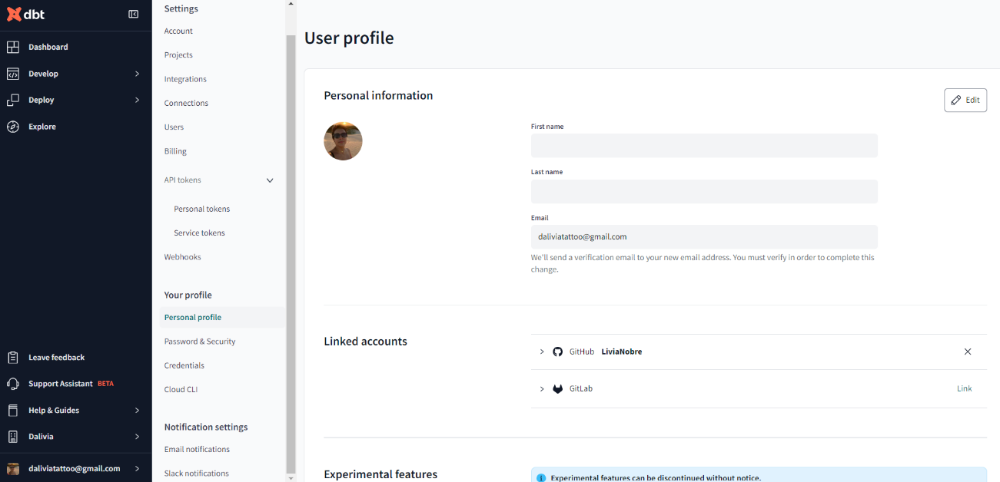 dbt
Dashboard
Develop
Deploy
Explore
Leave feedback
Support Assistant BETA
Help & Guides
Dalivia
daliviatattoo@gmail.com
Settings
Account
Projects
Integrations
Connections
Users
Billing
API tokens
Personal tokens
Service tokens
Webhooks
Your profile
Personal profile
Password & Security
Credentials
Cloud CLI
Notification settings
Email notifications
Slack notifications
User profile
Personal information
Edit
First name
Last name
Email
daliviatattoo@gmail.com
We'll send a verification email to your new email address. You must verify in order to complete this
change.
Linked accounts
GitHub LiviaNobre
GitLab Link
Experimental features
Experimental features can be discontinued without notice.